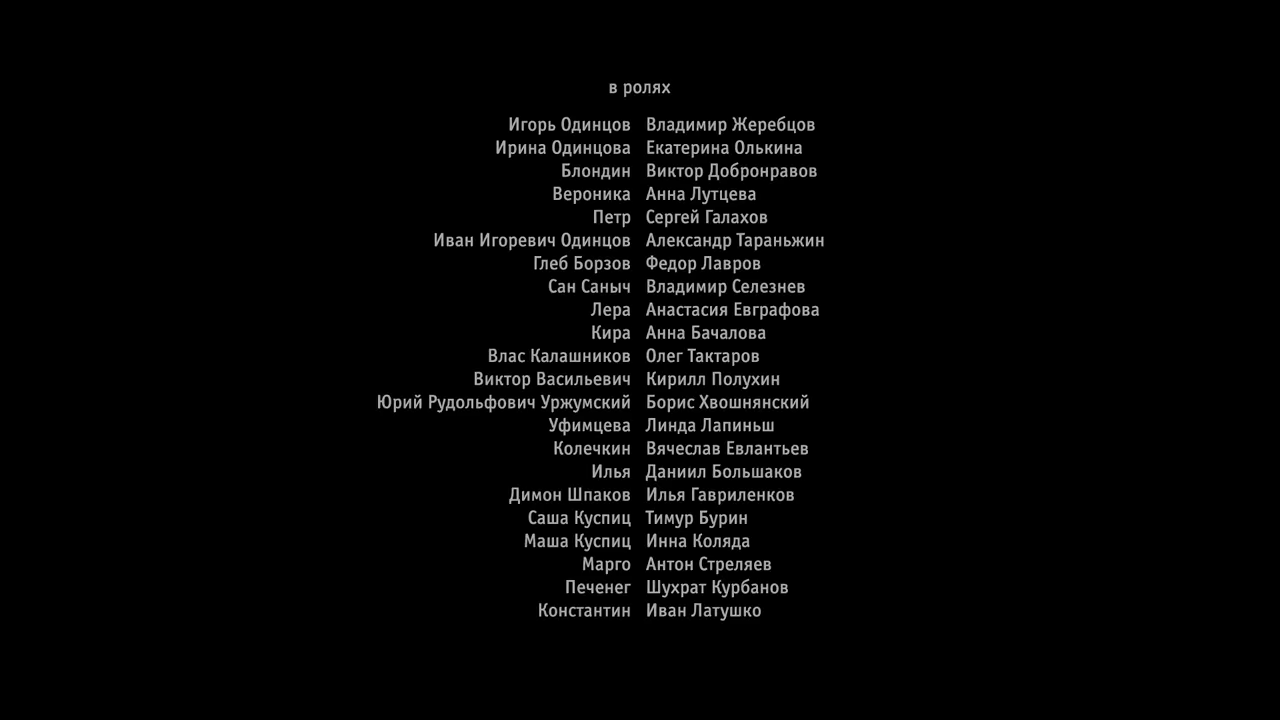 в ролях
Игорь Одинцов Владимир Жеребцов
Ирина Одинцова Екатерина Олькина
Блондин Виктор Добронравов
Вероника Анна Лутцева
Петр Сергей Галахов
Иван Игоревич Одинцов Александр Тараньжин
Глеб Борзов Федор Лавров
Сан Саныч Владимир Селезнев
Лера Анастасия Евграфова
Кира Анна Бачалова
Влас Калашников Олег Тактаров
Виктор Васильевич Кирилл Полухин
Юрий Рудольфович Уржумский Борис Хвошнянский
Уфимцева Линда Лапиньш
Колечкин Вячеслав Евлантьев
Илья Даниил Большаков
Димон Шпаков Илья Гавриленков
Саша Куспиц Тимур Бурин
Маша Куспиц Инна Коляда
Марго Антон Стреляев
Печенег Шухрат Курбанов
Константин Иван Латушко